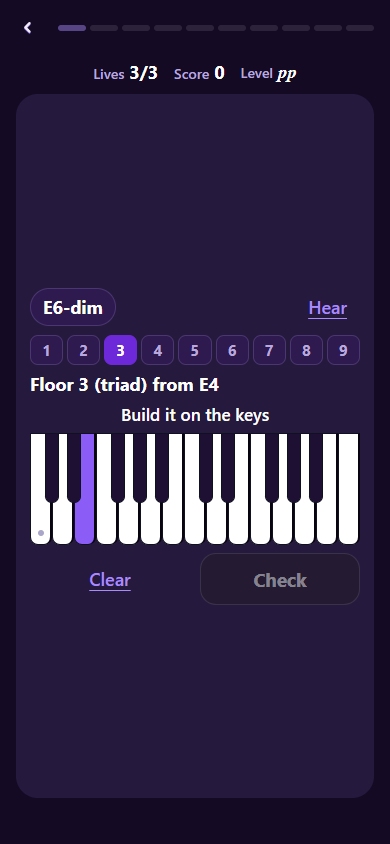 Lives 3/3 Score 0 Level pp
E6-dim Hear
1 2 3 4 5 6 7 8 9
Floor 3 (triad) from E4
Build it on the keys
Clear Check